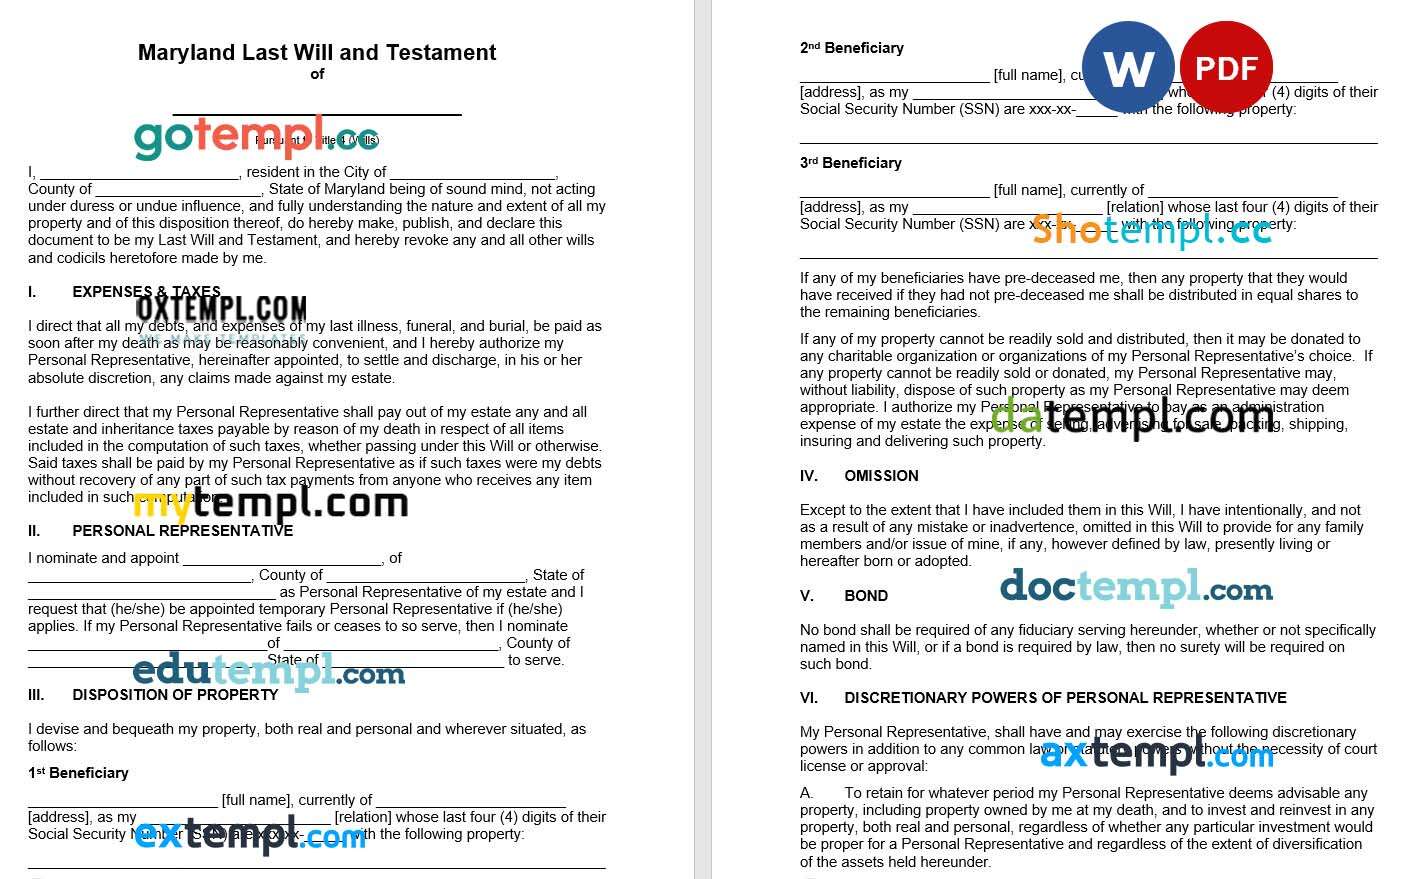 Maryland Last Will and Testament
of
gotempl.cc
Pursuant to Title 4 (Wills)
I, ________________________, resident in the City of ____________________,
County of ____________________, State of Maryland being of sound mind, not acting
under duress or undue influence, and fully understanding the nature and extent of all my
property and of this disposition thereof, do hereby make, publish, and declare this
document to be my Last Will and Testament, and hereby revoke any and all other wills
and codicils heretofore made by me.
I. EXPENSES & TAXES
OXTEMPL.COM
WE MAKE TEMPLATES
I direct that all my debts, and expenses of my last illness, funeral, and burial, be paid as
soon after my death as may be reasonably convenient, and I hereby authorize my
Personal Representative, hereinafter appointed, to settle and discharge, in his or her
absolute discretion, any claims made against my estate.
I further direct that my Personal Representative shall pay out of my estate any and all
estate and inheritance taxes payable by reason of my death in respect of all items
included in the computation of such taxes, whether passing under this Will or otherwise.
Said taxes shall be paid by my Personal Representative as if such taxes were my debts
without recovery of any part of such tax payments from anyone who receives any item
included in such computation.
mytempl.com
II. PERSONAL REPRESENTATIVE
I nominate and appoint ________________________, of
___________________________, County of ________________________, State of
______________________________ as Personal Representative of my estate and I
request that (he/she) be appointed temporary Personal Representative if (he/she)
applies. If my Personal Representative fails or ceases to so serve, then I nominate
_____________________________of __________________________, County of
_____________________________State of ______________________ to serve.
edutempl.com
III. DISPOSITION OF PROPERTY
I devise and bequeath my property, both real and personal and wherever situated, as
follows:
1st Beneficiary
_______________________ [full name], currently of _______________________
[address], as my _______________________ [relation] whose last four (4) digits of their
Social Security Number (SSN) are xxx-xx-_____ with the following property:
extempl.com
2nd Beneficiary
W
PDF
_______________________ [full name], cu _______________________
[address], as my _______________________ who (4) digits of their
Social Security Number (SSN) are xxx-xx-_____ with the following property:
3rd Beneficiary
_______________________ [full name], currently of _______________________
[address], as my _______________________ [relation] whose last four (4) digits of their
Social Security Number (SSN) are xxx-xx-_____ with the following property:
Shotempl.cc
If any of my beneficiaries have pre-deceased me, then any property that they would
have received if they had not pre-deceased me shall be distributed in equal shares to
the remaining beneficiaries.
If any of my property cannot be readily sold and distributed, then it may be donated to
any charitable organization or organizations of my Personal Representative's choice. If
any property cannot be readily sold or donated, my Personal Representative may,
without liability, dispose of such property as my Personal Representative may deem
appropriate. I authorize my Personal Representative to pay as an administration
expense of my estate the expense of selling, advertising for sale, packing, shipping,
insuring and delivering such property.
datempl.com
IV. OMISSION
Except to the extent that I have included them in this Will, I have intentionally, and not
as a result of any mistake or inadvertence, omitted in this Will to provide for any family
members and/or issue of mine, if any, however defined by law, presently living or
hereafter born or adopted.
doctempl.com
V. BOND
No bond shall be required of any fiduciary serving hereunder, whether or not specifically
named in this Will, or if a bond is required by law, then no surety will be required on
such bond.
VI. DISCRETIONARY POWERS OF PERSONAL REPRESENTATIVE
My Personal Representative, shall have and may exercise the following discretionary
powers in addition to any common law or statutory powers without the necessity of court
license or approval:
axtempl.com
A. To retain for whatever period my Personal Representative deems advisable any
property, including property owned by me at my death, and to invest and reinvest in any
property, both real and personal, regardless of whether any particular investment would
be proper for a Personal Representative and regardless of the extent of diversification
of the assets held hereunder.